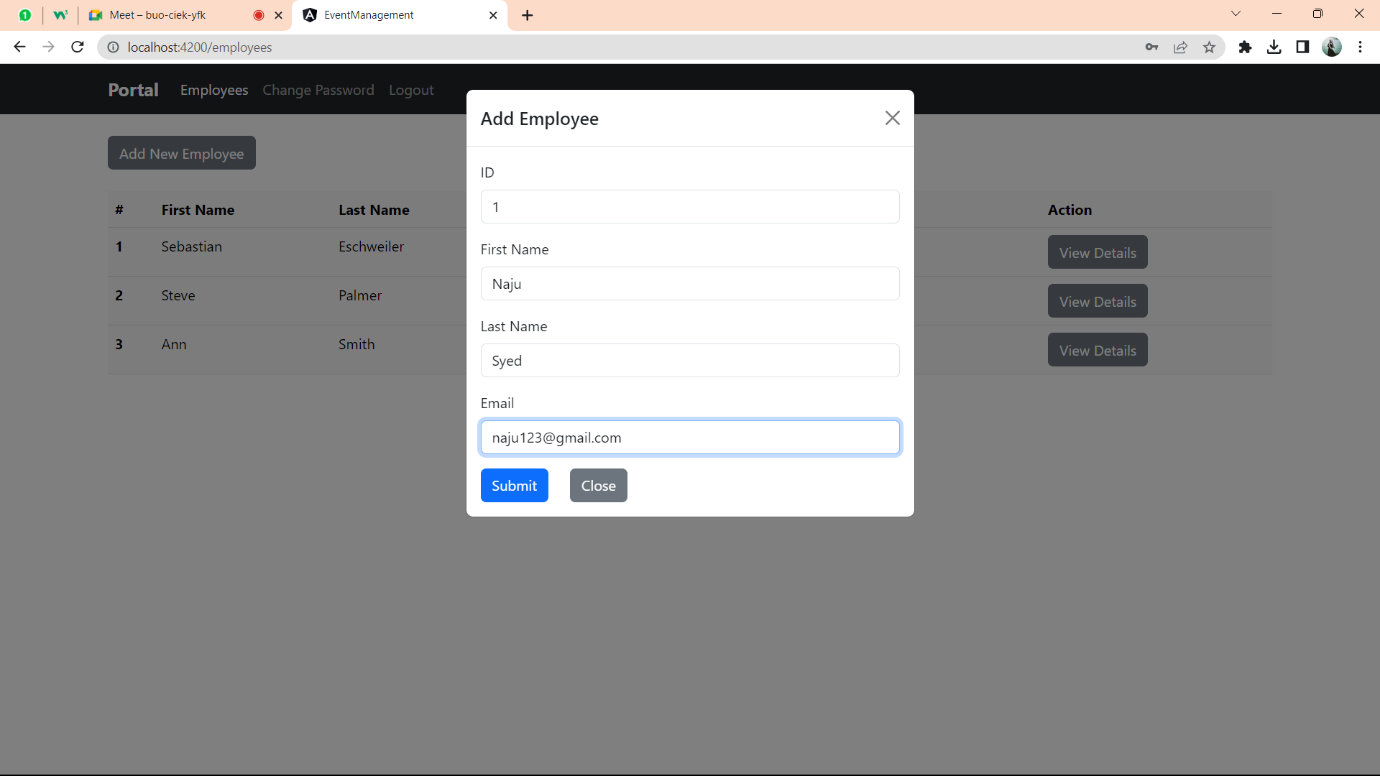 1 Meet – buo-ciek-yfk EventManagement
localhost:4200/employees
Portal Employees Change Password Logout
Add New Employee
# First Name Last Name Action
1 Sebastian Eschweiler View Details
2 Steve Palmer View Details
3 Ann Smith View Details
Add Employee
ID
1
First Name
Naju
Last Name
Syed
Email
naju123@gmail.com
Submit Close